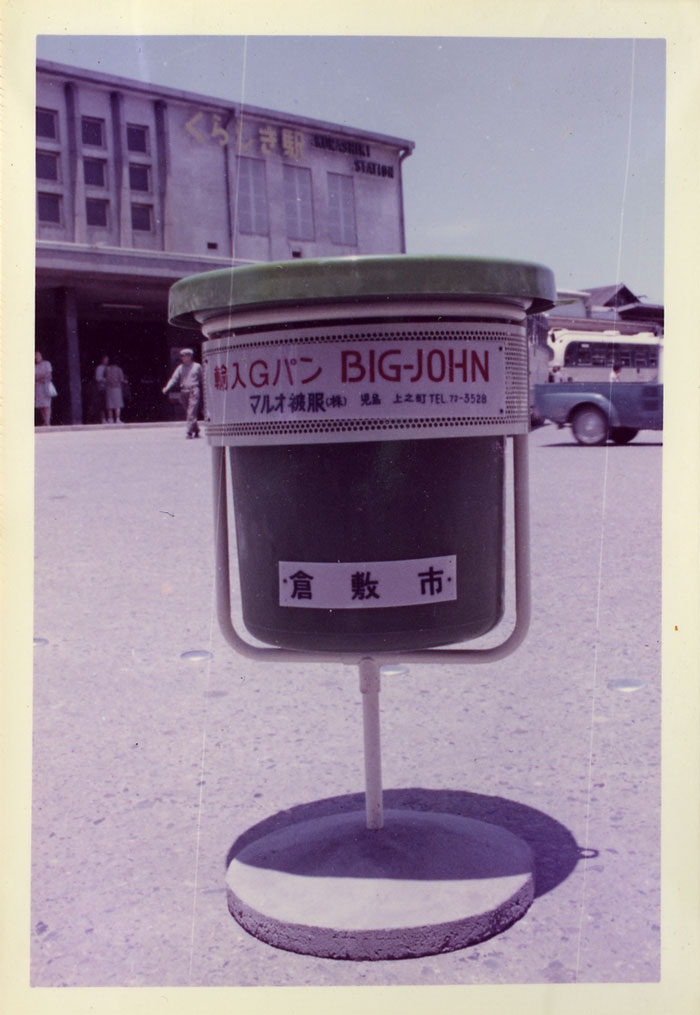 くらしき駅
KURASHIKI
STATION
輸入Gパン BIG-JOHN
マルオ被服(株) 児島 上之町 TEL 72-3528
倉敷市